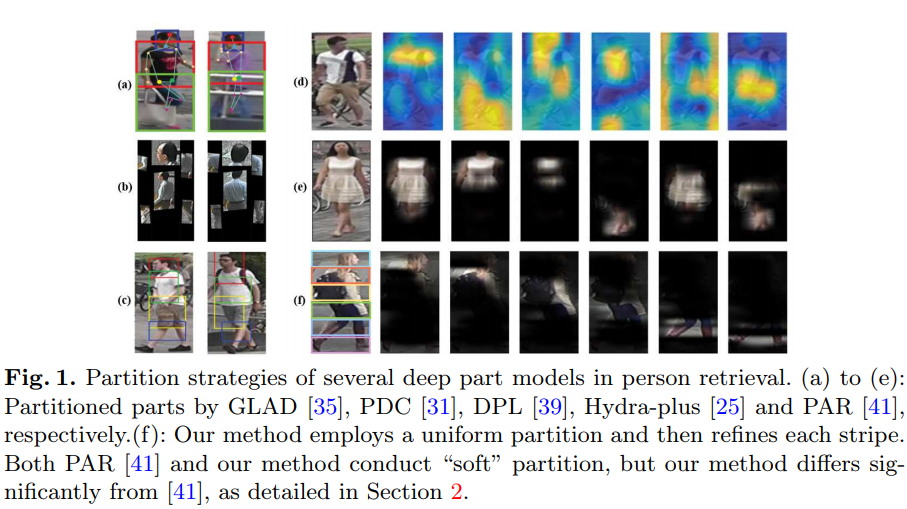 (a)
(d)
(b)
(e)
(c)
(f)
Fig. 1. Partition strategies of several deep part models in person retrieval. (a) to (e):
Partitioned parts by GLAD [35], PDC [31], DPL [39], Hydra-plus [25] and PAR [41],
respectively.(f): Our method employs a uniform partition and then refines each stripe.
Both PAR [41] and our method conduct “soft” partition, but our method differs sig-
nificantly from [41], as detailed in Section 2.